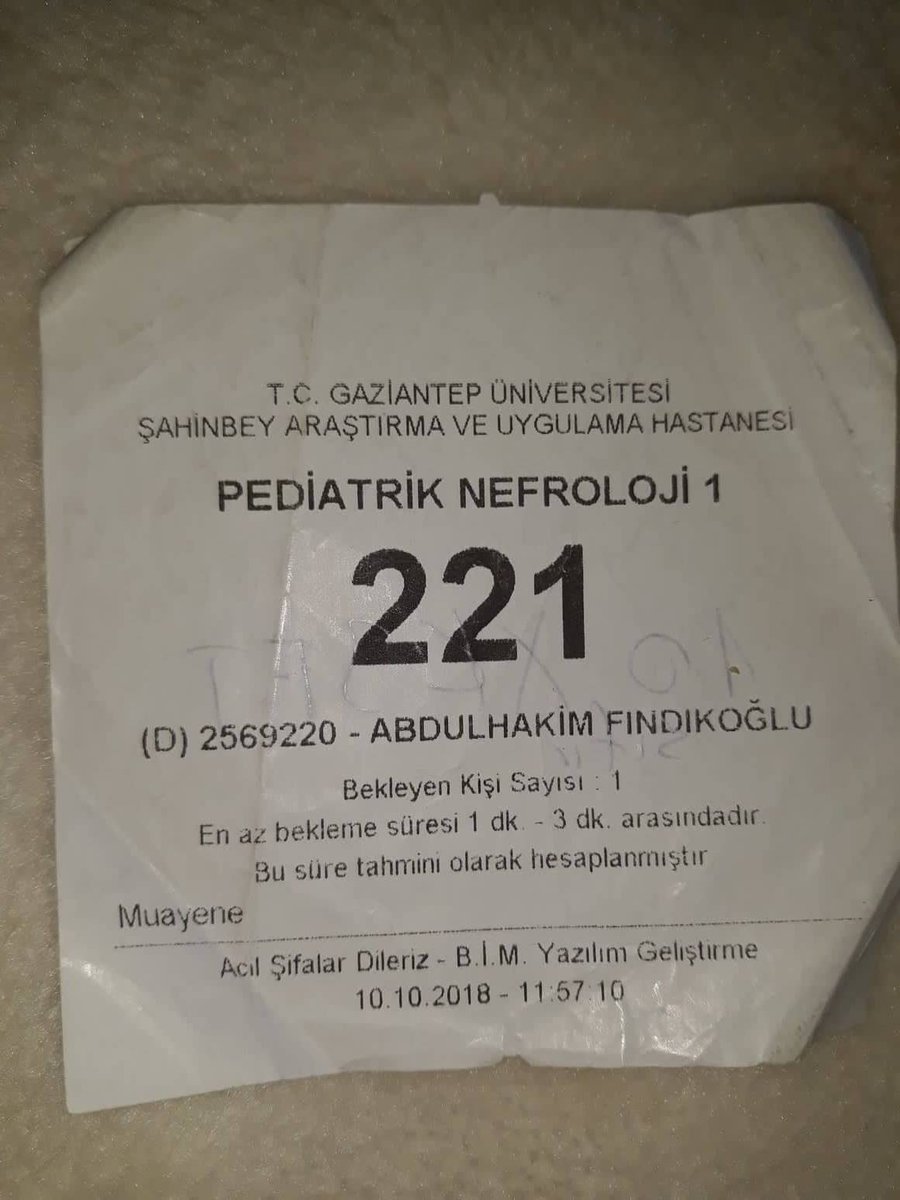 T.C. GAZİANTEP ÜNİVERSİTESİ
ŞAHİNBEY ARAŞTIRMA VE UYGULAMA HASTANESİ
PEDİATRİK NEFROLOJİ 1
221
(D) 2569220 - ABDULHAKİM FINDIKOĞLU
Bekleyen Kişi Sayısı : 1
En az bekleme süresi 1 dk. - 3 dk. arasındadır.
Bu süre tahmini olarak hesaplanmıştır
Muayene
Acil Şifalar Dileriz - B.İ.M. Yazılım Geliştirme
10.10.2018 - 11:57:10